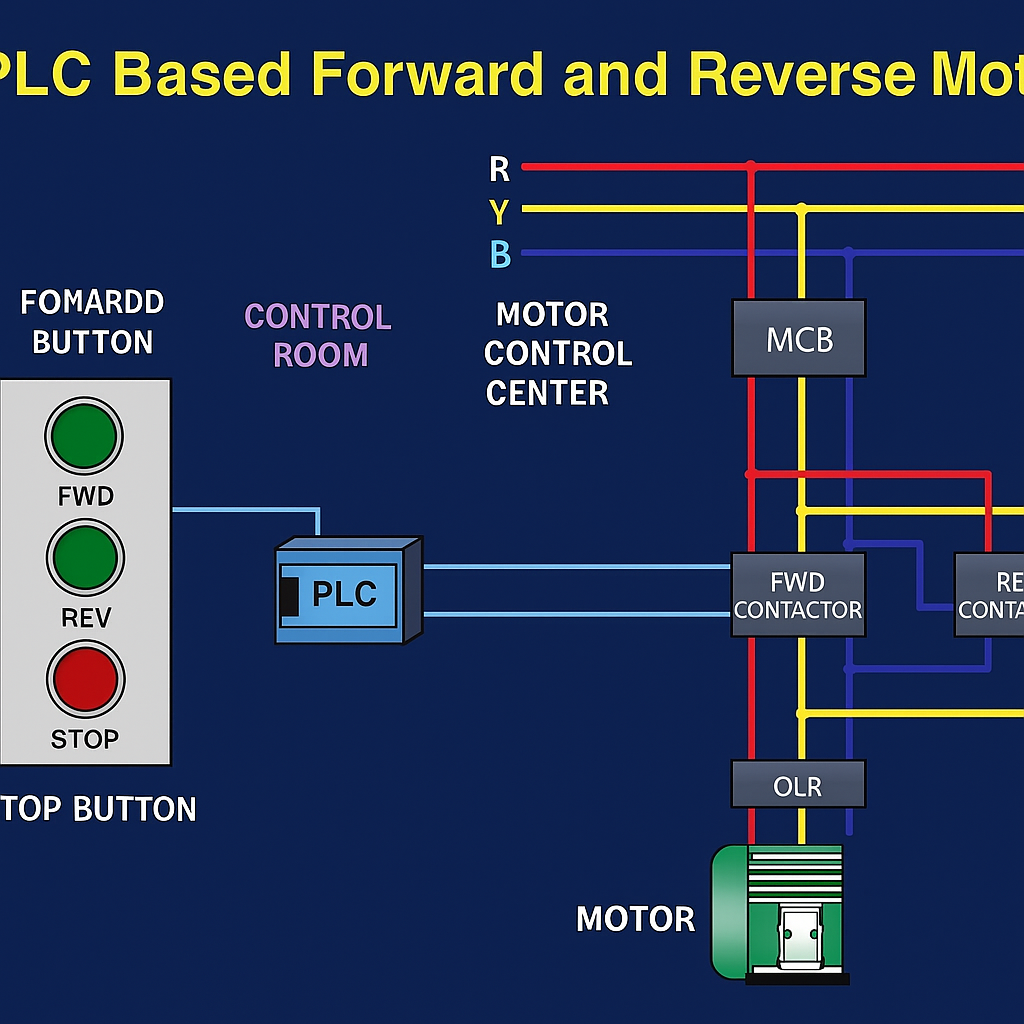 PLC Based Forward and Reverse Mot
R
Y
B
FOMARDD
BUTTON
CONTROL
ROOM
MOTOR
CONTROL
CENTER
MCB
FWD
REV
STOP
PLC
FWD
CONTACTOR
RE
CONTA
TOP BUTTON
OLR
MOTOR